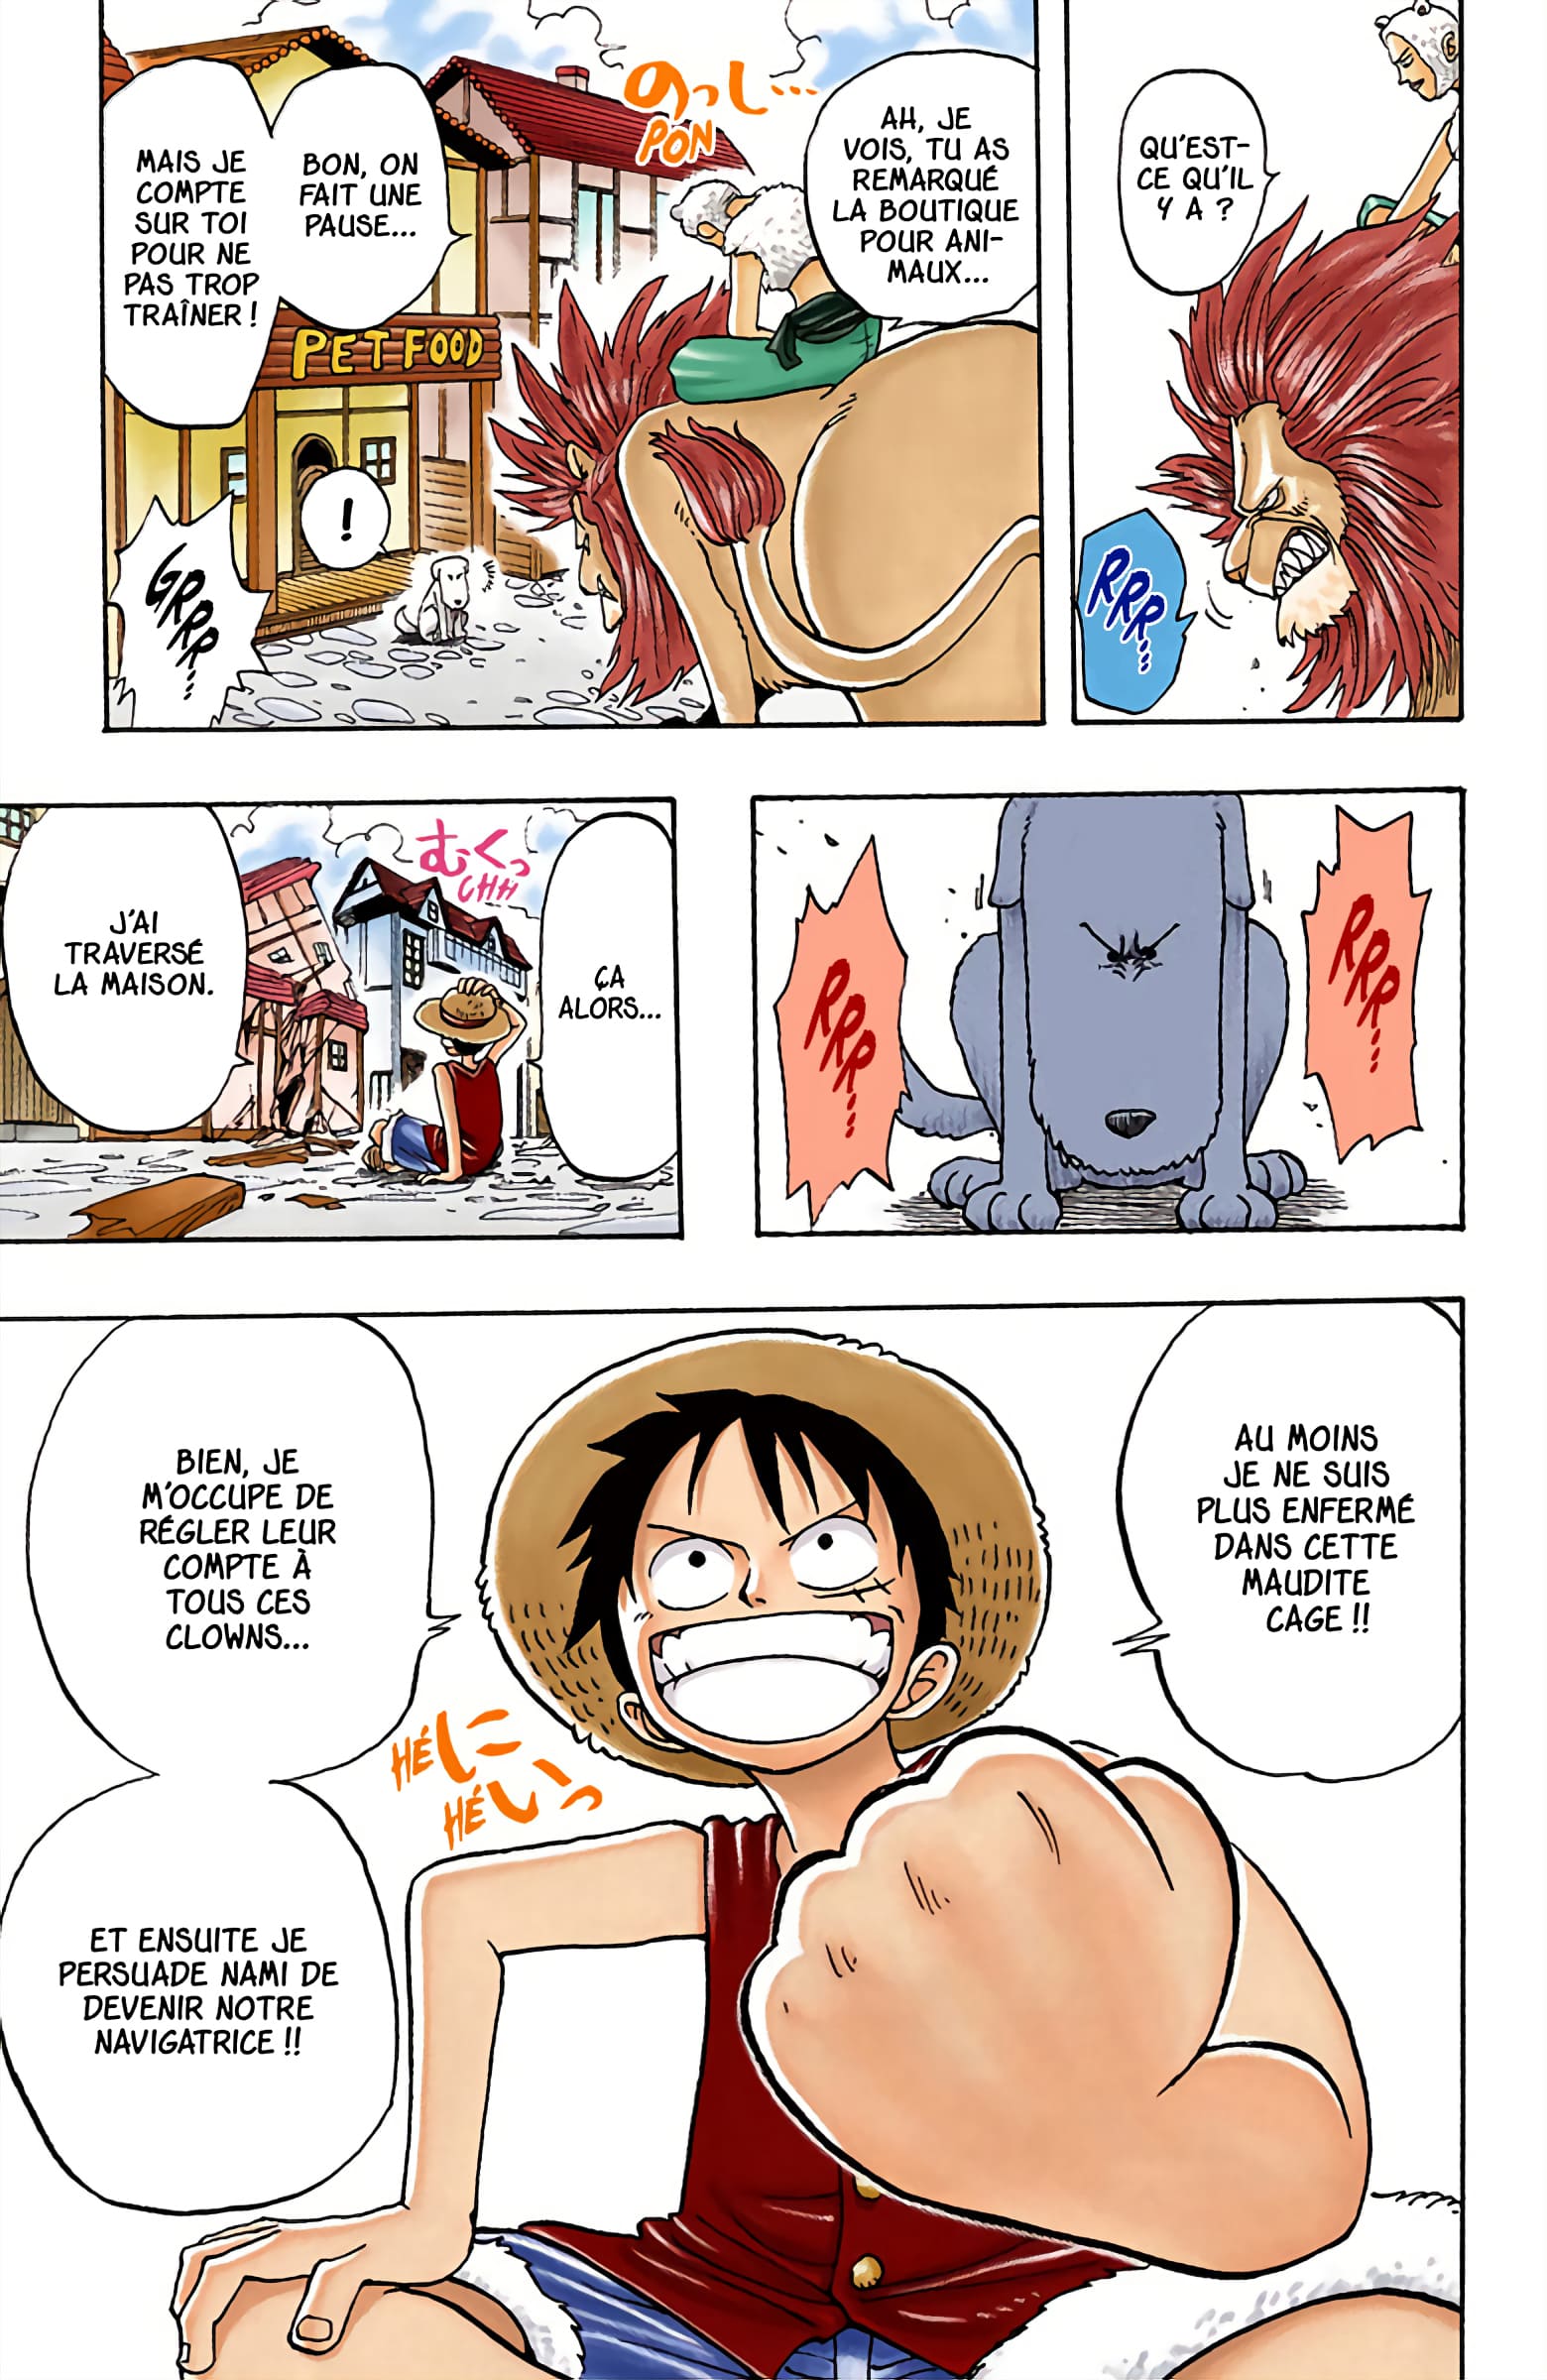 QU'EST-
CE QU'IL
Y A ?
RRR...
AH, JE
VOIS, TU AS
REMARQUÉ
LA BOUTIQUE
POUR ANI-
MAUX...
のっし...
PON
BON, ON
FAIT UNE
PAUSE...
MAIS JE
COMPTE
SUR TOI
POUR NE
PAS TROP
TRAÎNER !
PET FOOD
!
GRRR...
RRR...
RRR...
ÇA
ALORS...
むくっ
CHH
J'AI
TRAVERSÉ
LA MAISON.
AU MOINS
JE NE SUIS
PLUS ENFERMÉ
DANS CETTE
MAUDITE
CAGE !!
BIEN, JE
M'OCCUPE DE
RÉGLER LEUR
COMPTE À
TOUS CES
CLOWNS...
HÉ
に
HÉ
しいっ
ET ENSUITE JE
PERSUADE NAMI DE
DEVENIR NOTRE
NAVIGATRICE !!